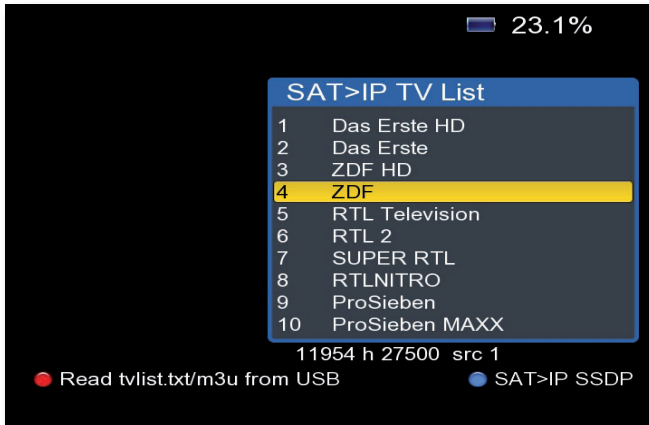 23.1%
SAT>IP TV List
1 Das Erste HD
2 Das Erste
3 ZDF HD
4 ZDF
5 RTL Television
6 RTL 2
7 SUPER RTL
8 RTLNITRO
9 ProSieben
10 ProSieben MAXX
11954 h 27500 src 1
Read tvlist.txt/m3u from USB SAT>IP SSDP